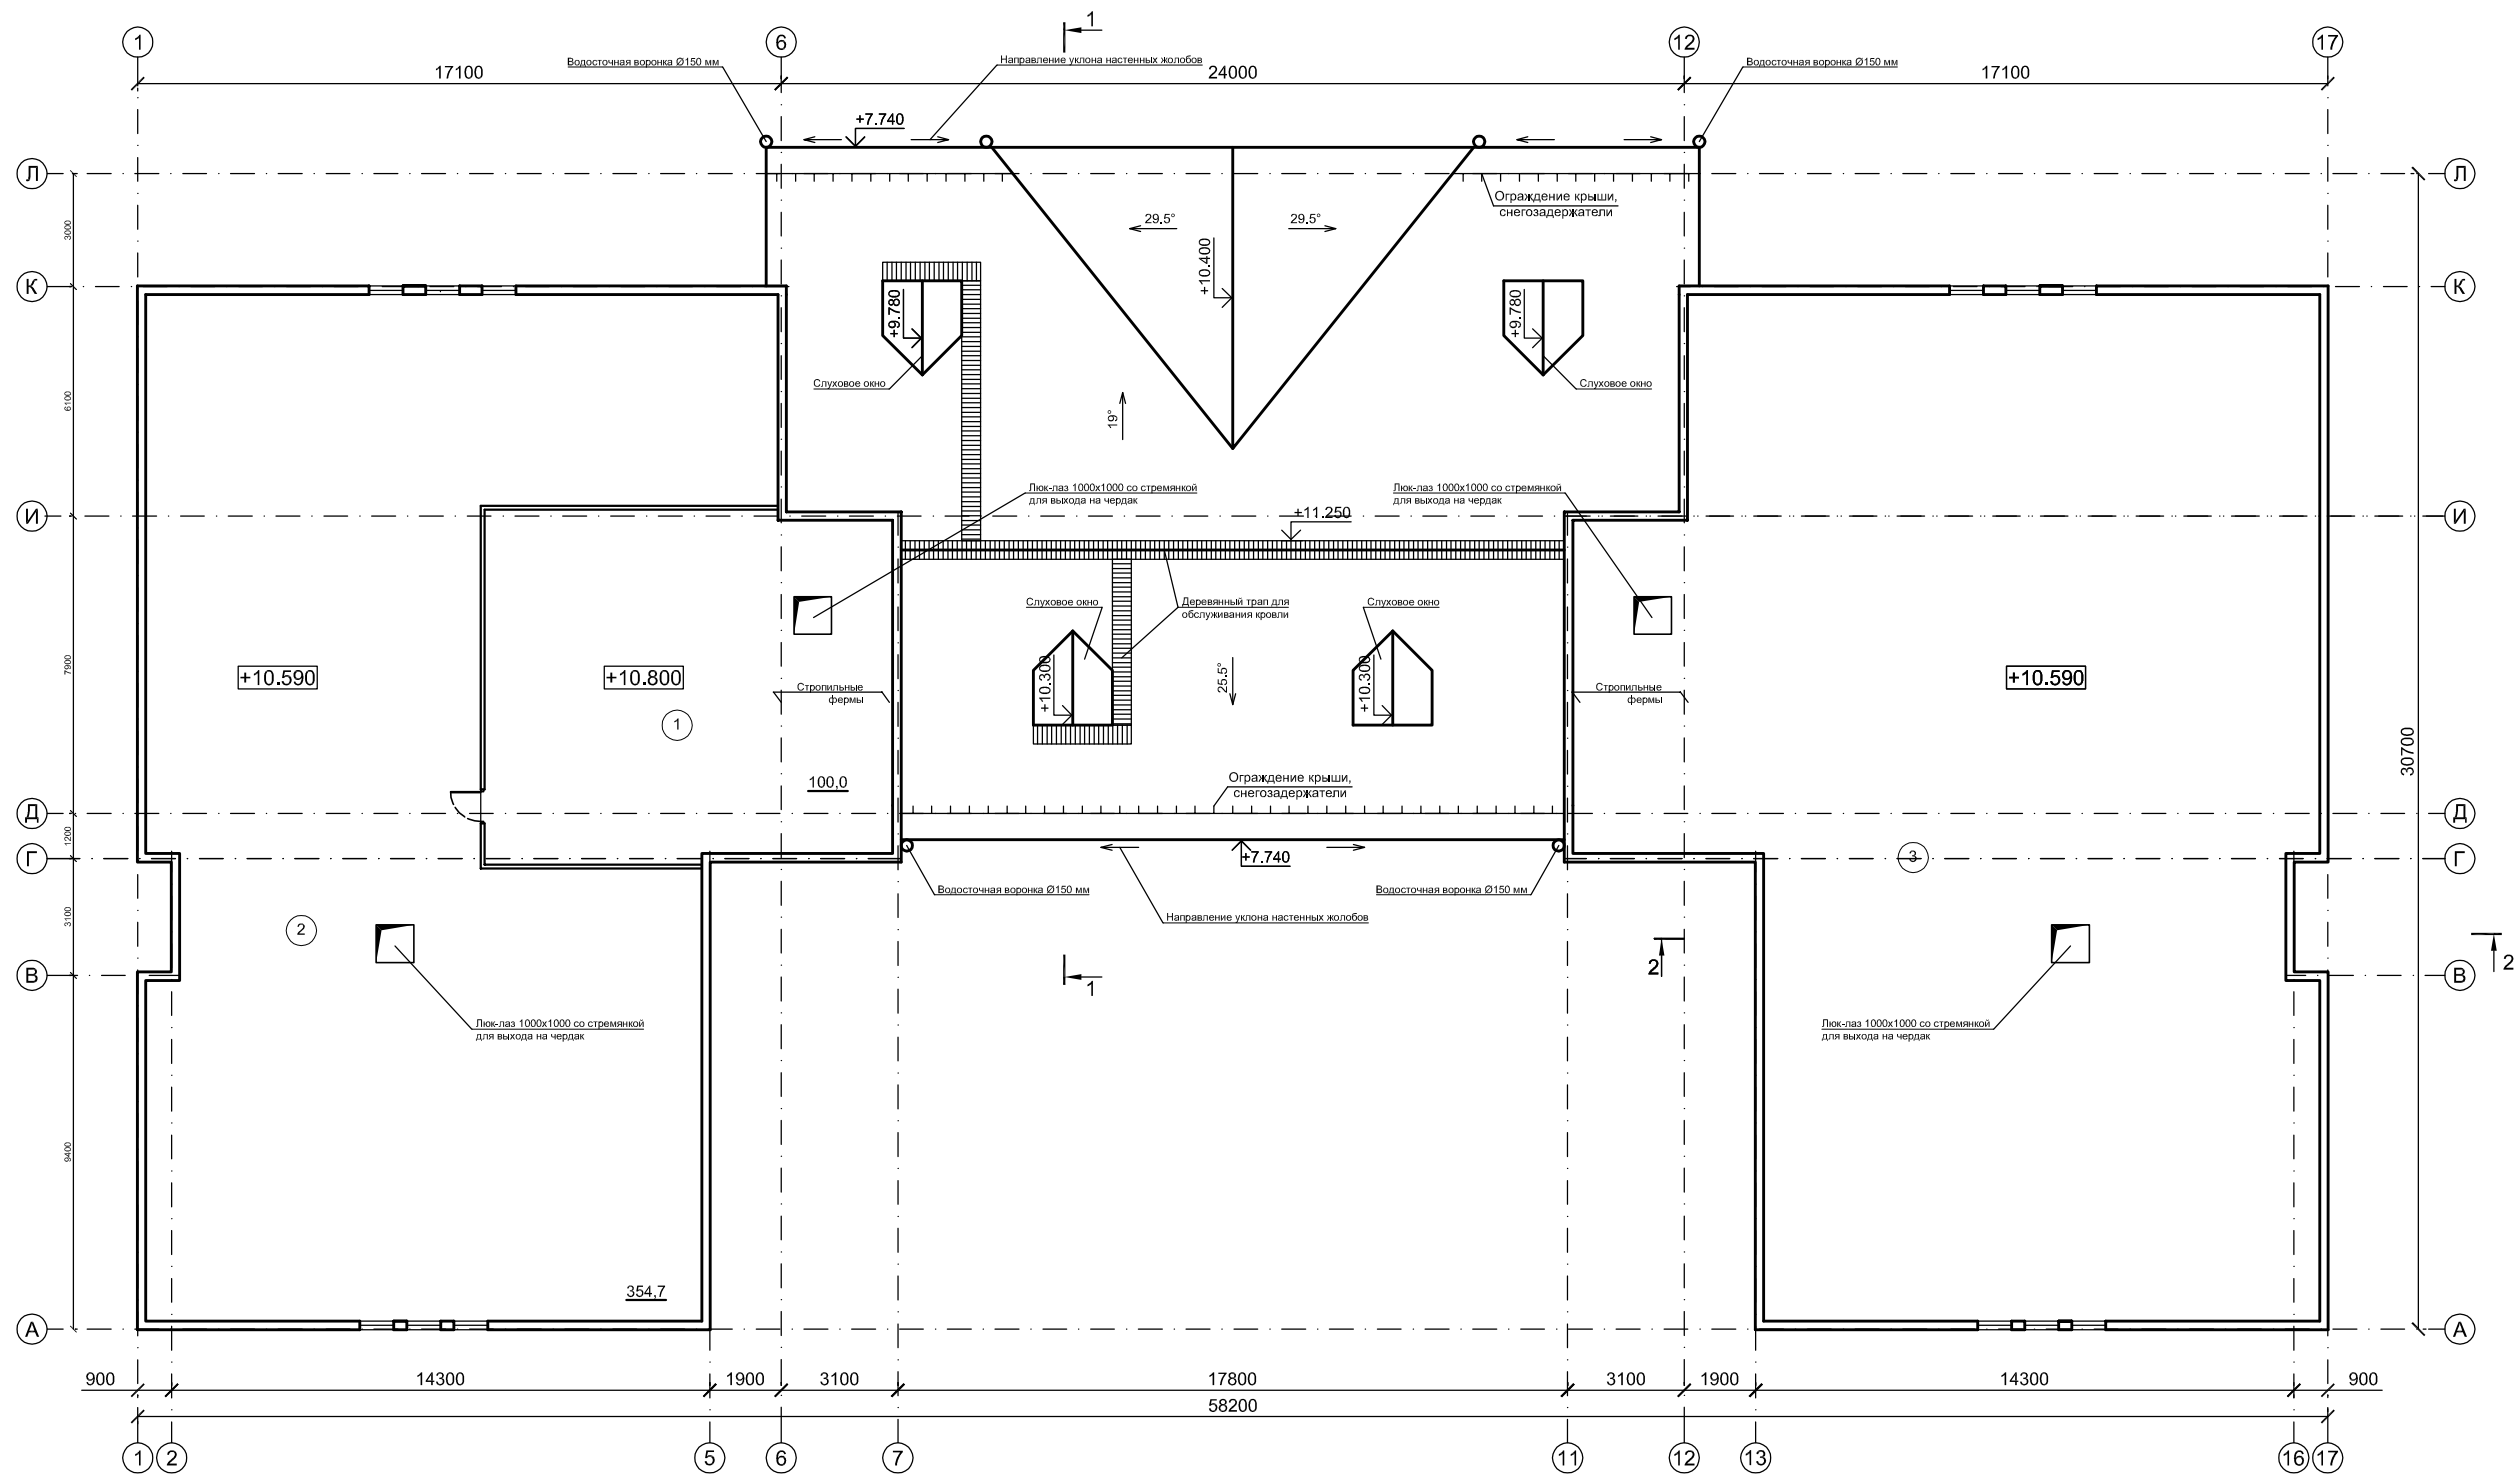 1
6
1
12
17
Водосточная воронка Ø150 мм
Направление уклона настенных жолобов
Водосточная воронка Ø150 мм
17100
24000
17100
+7.740
Л
Л
3000
Ограждение крыши,
снегозадержатели
29.5°
29.5°
+10.400
К
К
+9.780
+9.780
Слуховое окно
Слуховое окно
6100
19°
Люк-лаз 1000х1000 со стремянкой
для выхода на чердак
Люк-лаз 1000х1000 со стремянкой
для выхода на чердак
И
+11.250
И
Слуховое окно
Деревянный трап для
обслуживания кровли
Слуховое окно
7900
+10.590
+10.800
Стропильные
фермы
+10.300
25.5°
+10.300
Стропильные
фермы
+10.590
1
30700
100,0
Ограждение крыши,
снегозадержатели
Д
Д
1200
Г
+7.740
3
Г
Водосточная воронка Ø150 мм
Водосточная воронка Ø150 мм
3100
2
Направление уклона настенных жолобов
В
1
2
2
В
Люк-лаз 1000х1000 со стремянкой
для выхода на чердак
Люк-лаз 1000х1000 со стремянкой
для выхода на чердак
9400
354,7
А
А
900
14300
1900
3100
17800
3100
1900
14300
900
58200
1
2
5
6
7
11
12
13
16
17